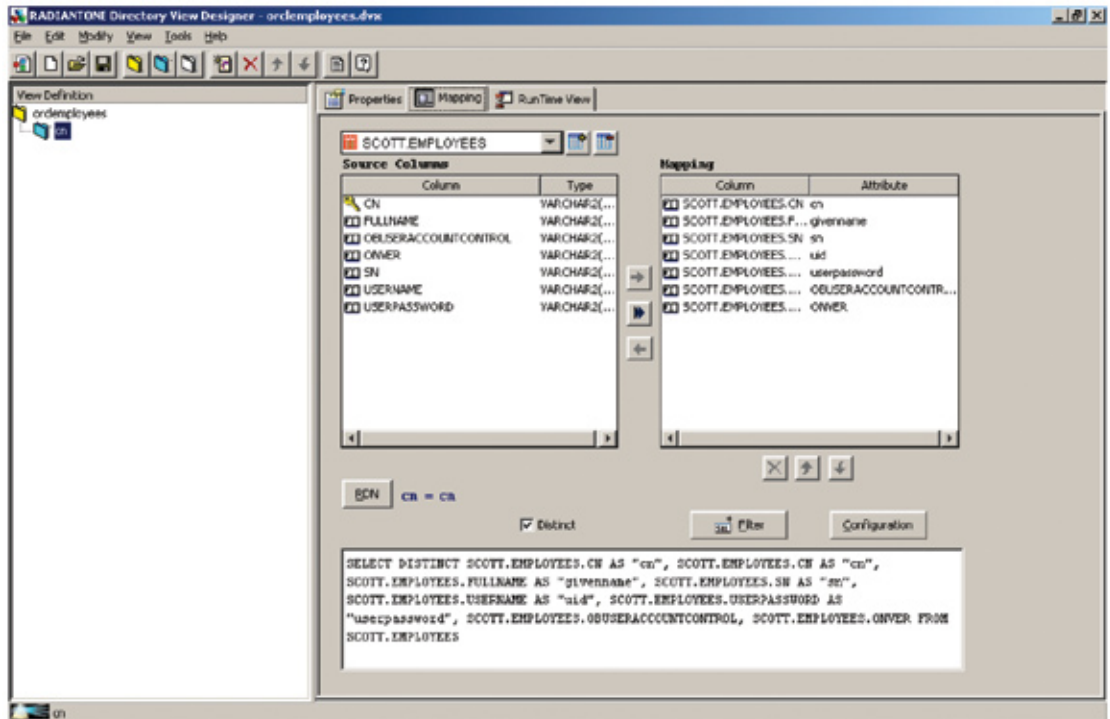 RADIANTONE Directory View Designer - orclemployees.dvx
File Edit Modify View Tools Help
View Definition
orclemployees
cn
Properties Mapping RunTime View
SCOTT.EMPLOYEES
Source Columns
Column Type
CN VARCHAR2(...
FULLNAME VARCHAR2(...
OBUSERACCOUNTCONTROL VARCHAR2(...
ONVER VARCHAR2(...
SN VARCHAR2(...
USERNAME VARCHAR2(...
USERPASSWORD VARCHAR2(...
Mapping
Column Attribute
SCOTT.EMPLOYEES.CN cn
SCOTT.EMPLOYEES.F... givenname
SCOTT.EMPLOYEES.SN sn
SCOTT.EMPLOYEES.... uid
SCOTT.EMPLOYEES.... userpassword
SCOTT.EMPLOYEES.... OBUSERACCOUNTCONTR...
SCOTT.EMPLOYEES.... ONVER
RDN cn = cn
Distinct
SQL Filter
Configuration
SELECT DISTINCT SCOTT.EMPLOYEES.CN AS "cn", SCOTT.EMPLOYEES.CN AS "cn",
SCOTT.EMPLOYEES.FULLNAME AS "givenname", SCOTT.EMPLOYEES.SN AS "sn",
SCOTT.EMPLOYEES.USERNAME AS "uid", SCOTT.EMPLOYEES.USERPASSWORD AS
"userpassword", SCOTT.EMPLOYEES.OBUSERACCOUNTCONTROL, SCOTT.EMPLOYEES.ONVER FROM
SCOTT.EMPLOYEES
cn